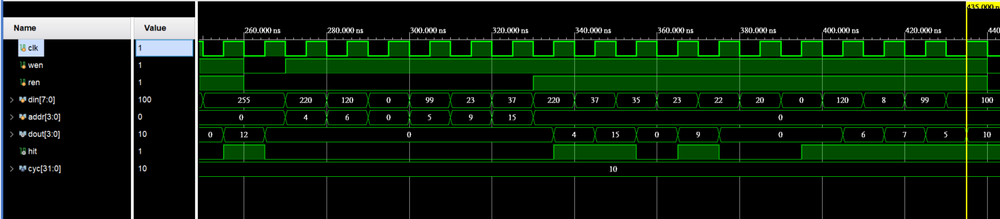 435.000 ns
Name Value
260.000 ns 280.000 ns 300.000 ns 320.000 ns 340.000 ns 360.000 ns 380.000 ns 400.000 ns 420.000 ns 440
clk 1
wen 1
ren 1
din[7:0] 100 255 220 120 0 99 23 37 220 37 35 23 22 20 0 120 8 99 100
addr[3:0] 0 0 4 6 0 5 9 15 0
dout[3:0] 10 0 12 0 4 15 0 9 0 6 7 5 10
hit 1
cyc[31:0] 10 10